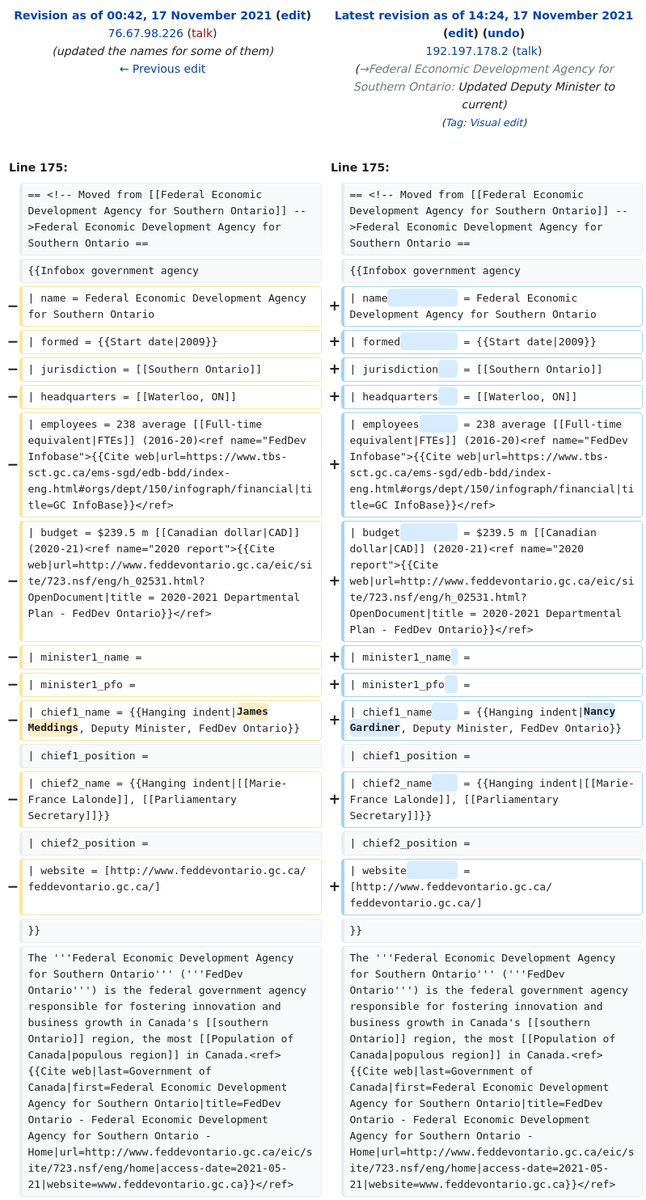 Revision as of 00:42, 17 November 2021 (edit)
76.67.98.226 (talk)
(updated the names for some of them)
← Previous edit
Latest revision as of 14:24, 17 November 2021
(edit) (undo)
192.197.178.2 (talk)
(→Federal Economic Development Agency for
Southern Ontario: Updated Deputy Minister to
current)
(Tag: Visual edit)
Line 175:
== <!-- Moved from [[Federal Economic
Development Agency for Southern Ontario]] --
>Federal Economic Development Agency for
Southern Ontario ==
{{Infobox government agency
− | name = Federal Economic Development Agency
for Southern Ontario
− | formed = {{Start date|2009}}
− | jurisdiction = [[Southern Ontario]]
− | headquarters = [[Waterloo, ON]]
− | employees = 238 average [[Full-time
equivalent|FTEs]] (2016-20)<ref name="FedDev
Infobase">{{Cite web|url=https://www.tbs-
sct.gc.ca/ems-sgd/edb-bdd/index-
eng.html#orgs/dept/150/infograph/financial|ti
tle=GC InfoBase}}</ref>
− | budget = $239.5 m [[Canadian dollar|CAD]]
(2020-21)<ref name="2020 report">{{Cite
web|url=http://www.feddevontario.gc.ca/eic/si
te/723.nsf/eng/h_02531.html?
OpenDocument|title = 2020-2021 Departmental
Plan - FedDev Ontario}}</ref>
− | minister1_name =
− | minister1_pfo =
− | chief1_name = {{Hanging indent|James
Meddings, Deputy Minister, FedDev Ontario}}
| chief1_position =
− | chief2_name = {{Hanging indent|[[Marie-
France Lalonde]], [[Parliamentary
Secretary]]}}
| chief2_position =
− | website = [http://www.feddevontario.gc.ca/
feddevontario.gc.ca/]
}}
The '''Federal Economic Development Agency
for Southern Ontario''' ('''FedDev
Ontario''') is the federal government agency
responsible for fostering innovation and
business growth in Canada's [[southern
Ontario]] region, the most [[Population of
Canada|populous region]] in Canada.<ref>
{{Cite web|last=Government of
Canada|first=Federal Economic Development
Agency for Southern Ontario|title=FedDev
Ontario - Federal Economic Development
Agency for Southern Ontario -
Home|url=http://www.feddevontario.gc.ca/eic/s
ite/723.nsf/eng/home|access-date=2021-05-
21|website=www.feddevontario.gc.ca}}</ref>
Line 175:
== <!-- Moved from [[Federal Economic
Development Agency for Southern Ontario]] --
>Federal Economic Development Agency for
Southern Ontario ==
{{Infobox government agency
+ | name = Federal Economic
Development Agency for Southern Ontario
+ | formed = {{Start date|2009}}
+ | jurisdiction = [[Southern Ontario]]
+ | headquarters = [[Waterloo, ON]]
+ | employees = 238 average [[Full-time
equivalent|FTEs]] (2016-20)<ref name="FedDev
Infobase">{{Cite web|url=https://www.tbs-
sct.gc.ca/ems-sgd/edb-bdd/index-
eng.html#orgs/dept/150/infograph/financial|ti
tle=GC InfoBase}}</ref>
+ | budget = $239.5 m [[Canadian
dollar|CAD]] (2020-21)<ref name="2020
report">{{Cite
web|url=http://www.feddevontario.gc.ca/eic/si
te/723.nsf/eng/h_02531.html?
OpenDocument|title = 2020-2021 Departmental
Plan - FedDev Ontario}}</ref>
+ | minister1_name =
+ | minister1_pfo =
+ | chief1_name = {{Hanging indent|Nancy
Gardiner, Deputy Minister, FedDev Ontario}}
| chief1_position =
+ | chief2_name = {{Hanging indent|[[Marie-
France Lalonde]], [[Parliamentary
Secretary]]}}
| chief2_position =
+ | website =
[http://www.feddevontario.gc.ca/
feddevontario.gc.ca/]
}}
The '''Federal Economic Development Agency
for Southern Ontario''' ('''FedDev
Ontario''') is the federal government agency
responsible for fostering innovation and
business growth in Canada's [[southern
Ontario]] region, the most [[Population of
Canada|populous region]] in Canada.<ref>
{{Cite web|last=Government of
Canada|first=Federal Economic Development
Agency for Southern Ontario|title=FedDev
Ontario - Federal Economic Development
Agency for Southern Ontario -
Home|url=http://www.feddevontario.gc.ca/eic/s
ite/723.nsf/eng/home|access-date=2021-05-
21|website=www.feddevontario.gc.ca}}</ref>